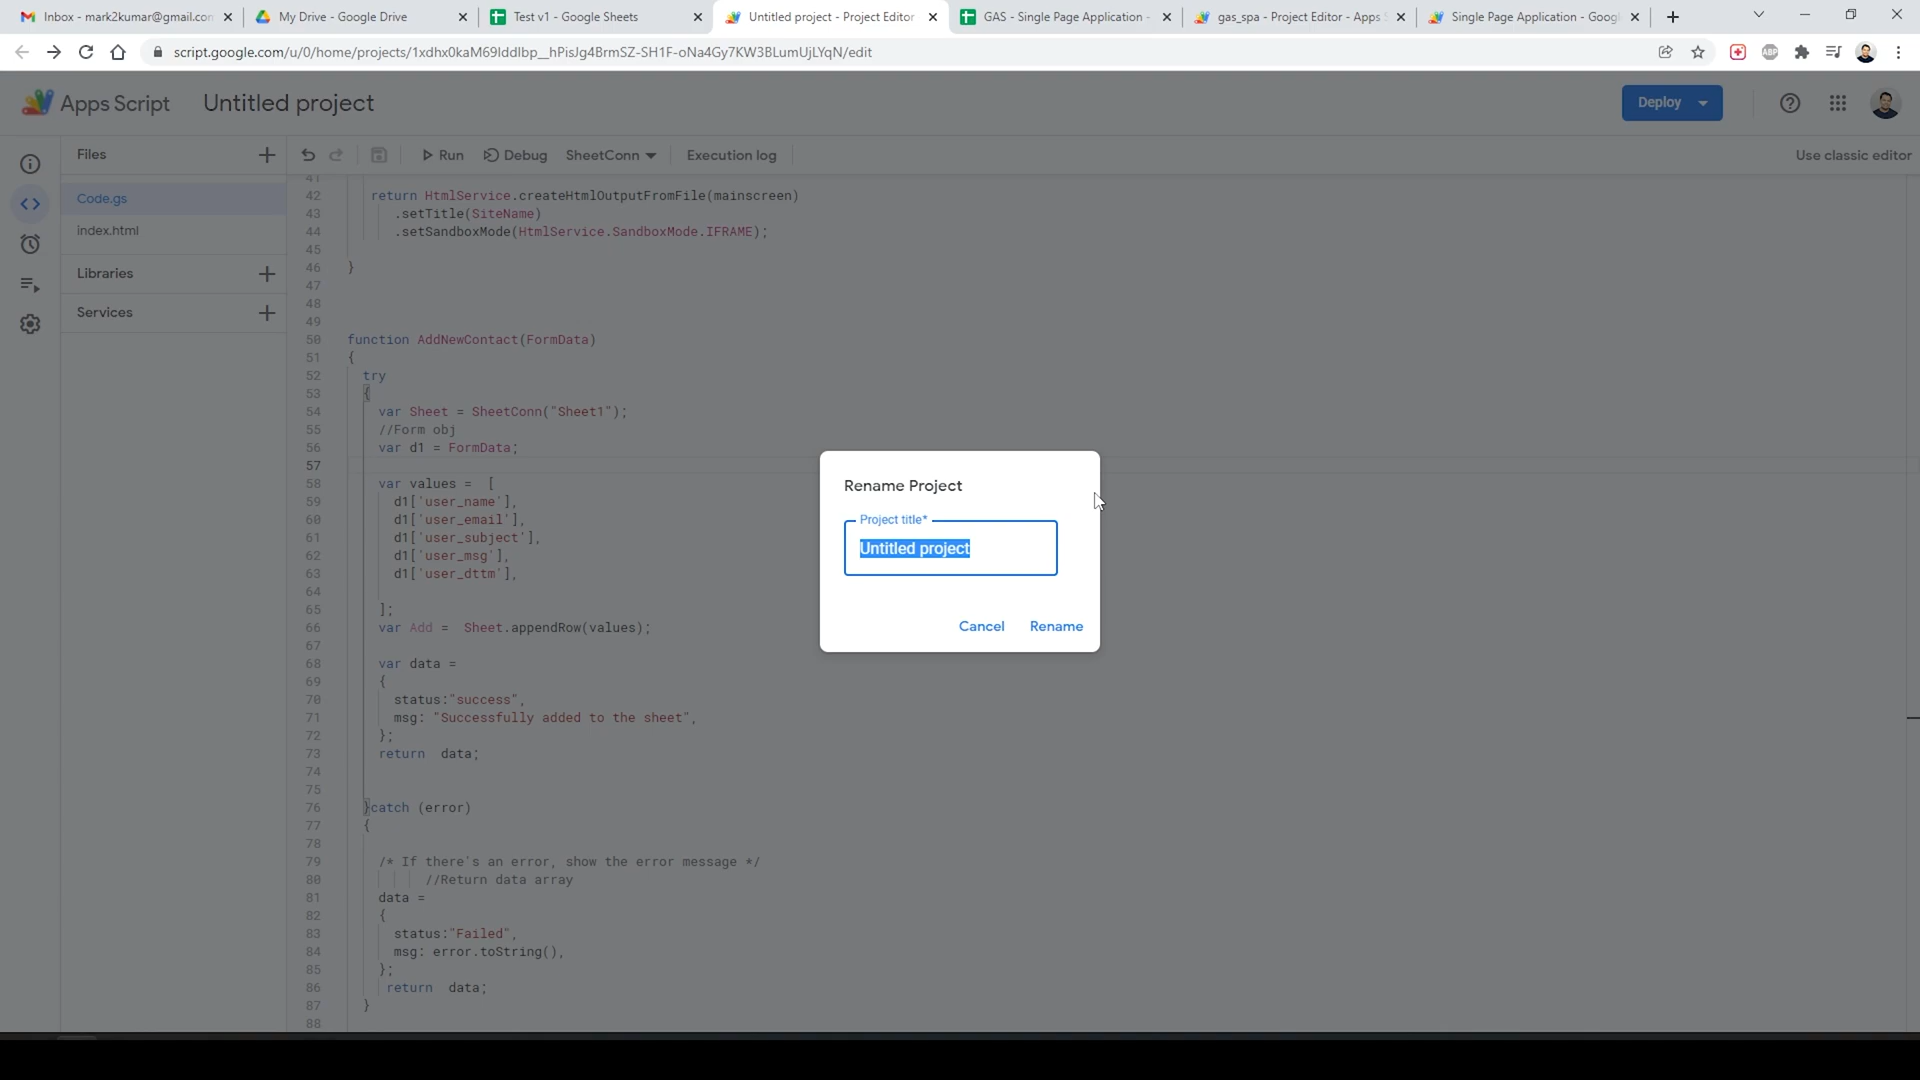 Inbox - mark2kumar@gmail.con
My Drive - Google Drive
Test v1 - Google Sheets
Untitled project - Project Editor
GAS - Single Page Application -
gas_spa - Project Editor - Apps S
Single Page Application - Googl
script.google.com/u/0/home/projects/1xdhx0kaM69lddlbp__hPisJg4BrmSZ-SH1F-oNa4Gy7KW3BLumUjLYqN/edit
ABP
Apps Script
Untitled project
Deploy
Files
Run
Debug
SheetConn
Execution log
Use classic editor
Code.gs
index.html
Libraries
Services
41
42 return HtmlService.createHtmlOutputFromFile(mainscreen)
43 .setTitle(SiteName)
44 .setSandboxMode(HtmlService.SandboxMode.IFRAME);
45
46 }
47
48
49
50 function AddNewContact(FormData)
51 {
52 try
53 {
54 var Sheet = SheetConn("Sheet1");
55 //Form obj
56 var d1 = FormData;
57
58 var values = [
59 d1['user_name'],
60 d1['user_email'],
61 d1['user_subject'],
62 d1['user_msg'],
63 d1['user_dttm'],
64
65 ];
66 var Add = Sheet.appendRow(values);
67
68 var data =
69 {
70 status:"success",
71 msg: "Successfully added to the sheet",
72 };
73 return data;
74
75
76 }catch (error)
77 {
78
79 /* If there's an error, show the error message */
80 //Return data array
81 data =
82 {
83 status:"Failed",
84 msg: error.toString(),
85 };
86 return data;
87 }
88
Rename Project
Project title*
Untitled project
Cancel
Rename